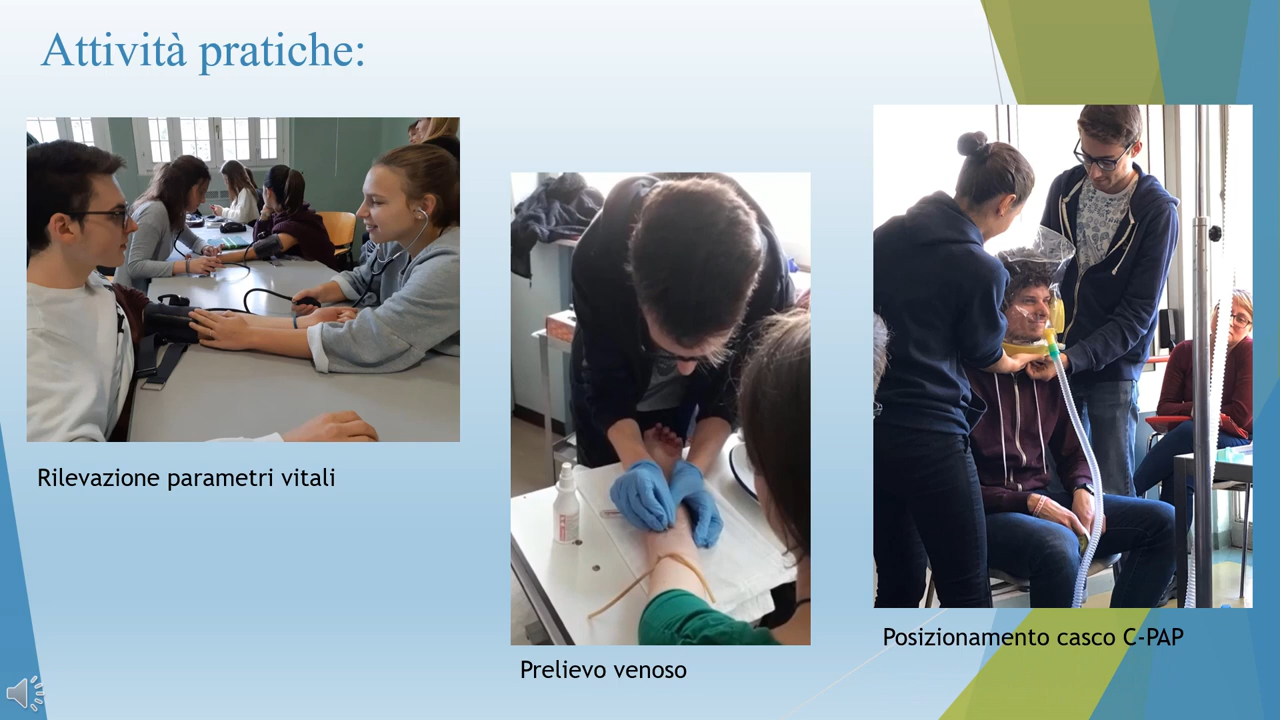 Attività pratiche:
Rilevazione parametri vitali
Prelievo venoso
Posizionamento casco C-PAP